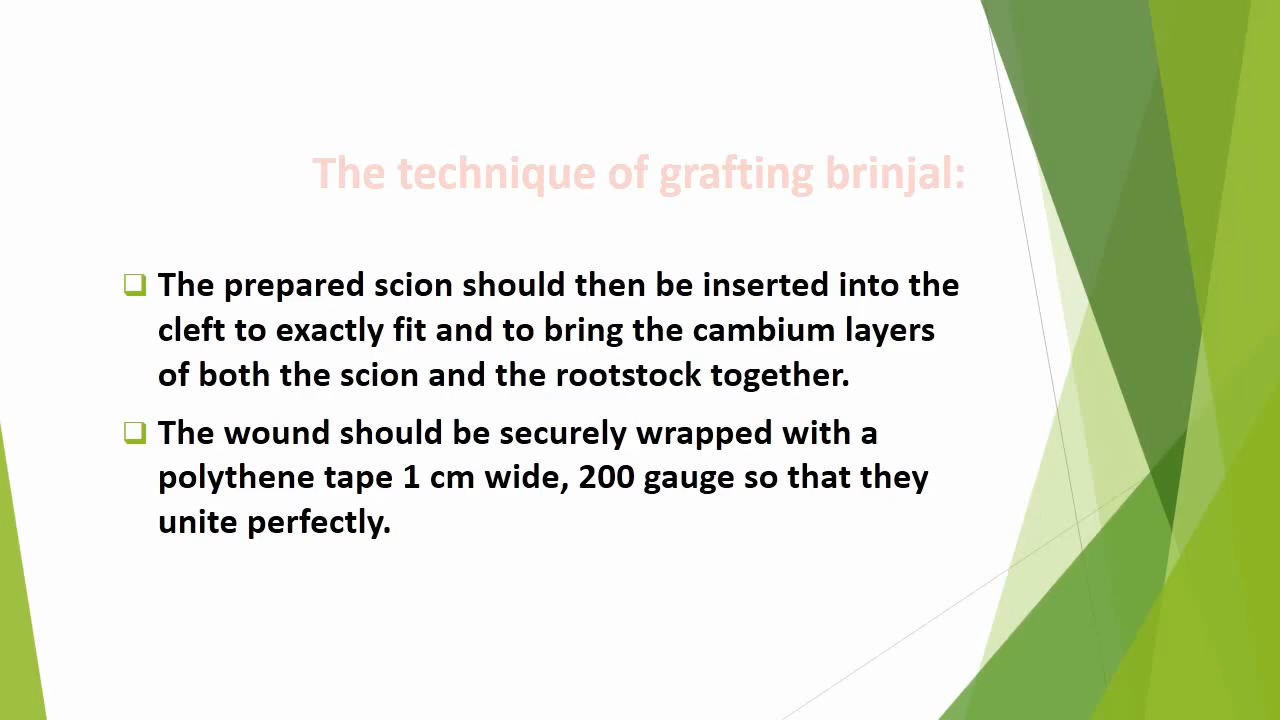 The technique of grafting brinjal:
The prepared scion should then be inserted into the
cleft to exactly fit and to bring the cambium layers
of both the scion and the rootstock together.
The wound should be securely wrapped with a
polythene tape 1 cm wide, 200 gauge so that they
unite perfectly.